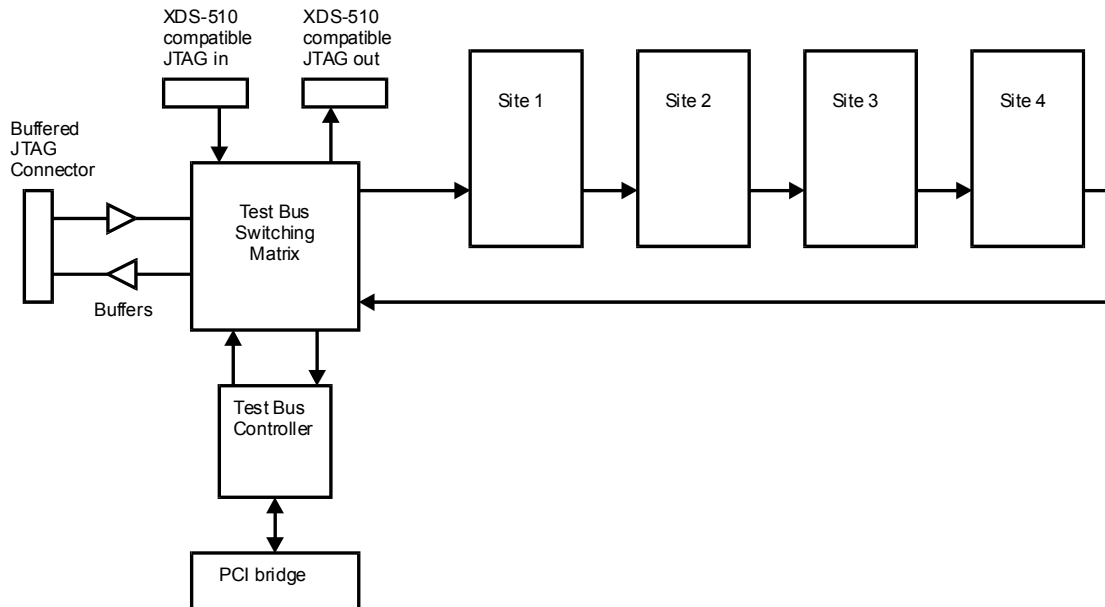 XDS-510
compatible
JTAG in
XDS-510
compatible
JTAG out
Site 1
Site 2
Site 3
Site 4
Buffered
JTAG
Connector
Test Bus
Switching
Matrix
Buffers
Test Bus
Controller
PCI bridge